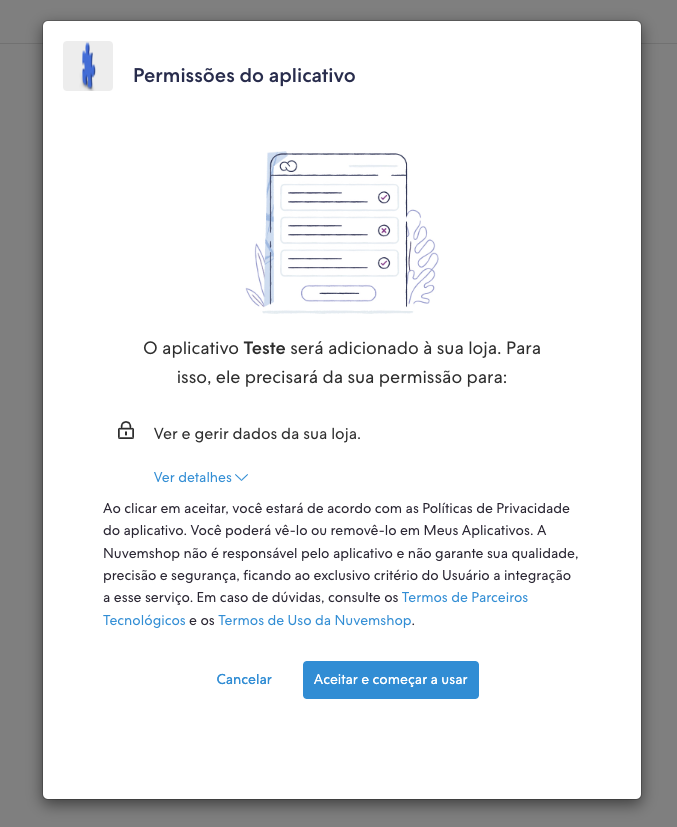 Permissões do aplicativo
O aplicativo Teste será adicionado à sua loja. Para
isso, ele precisará da sua permissão para:
Ver e gerir dados da sua loja.
Ver detalhes
Ao clicar em aceitar, você estará de acordo com as Políticas de Privacidade
do aplicativo. Você poderá vê-lo ou removê-lo em Meus Aplicativos. A
Nuvemshop não é responsável pelo aplicativo e não garante sua qualidade,
precisão e segurança, ficando ao exclusivo critério do Usuário a integração
a esse serviço. Em caso de dúvidas, consulte os Termos de Parceiros
Tecnológicos e os Termos de Uso da Nuvemshop.
Cancelar Aceitar e começar a usar